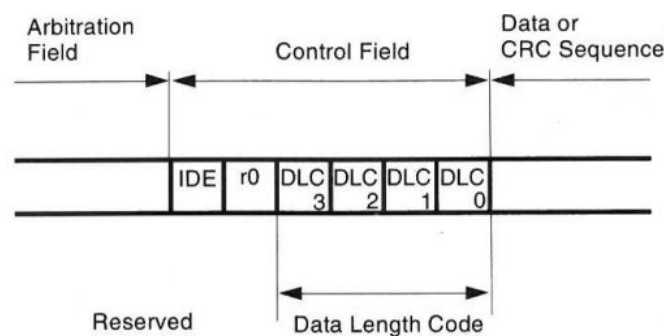 Arbitration
Field
Control Field
Data or
CRC Sequence
IDE
r0
DLC
3
DLC
2
DLC
1
DLC
0
Reserved
Data Length Code